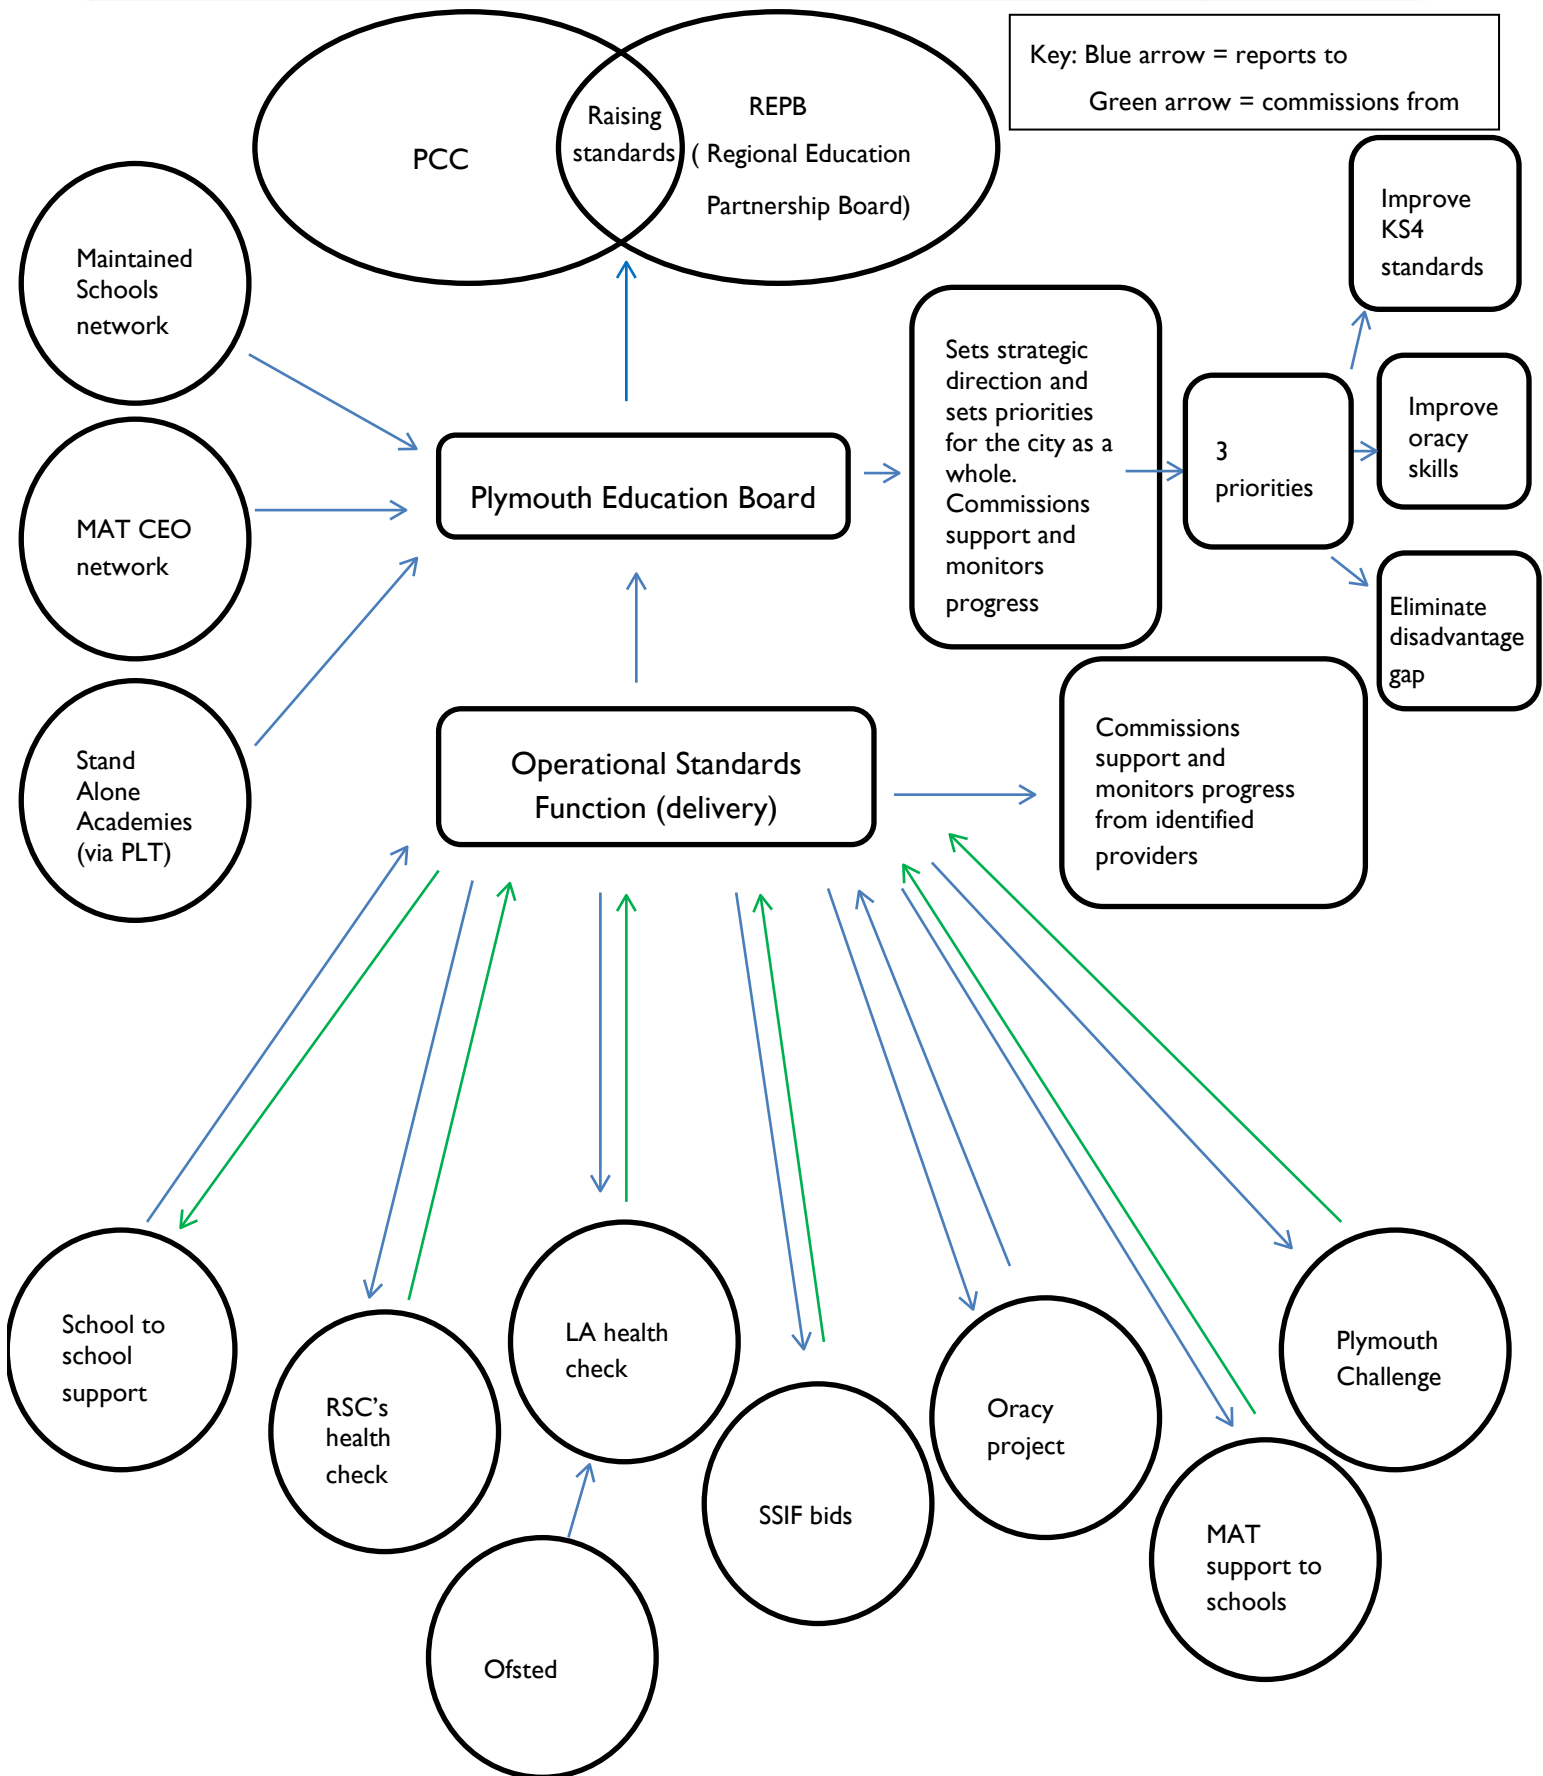 Key: Blue arrow = reports to
Green arrow = commissions from
PCC
Raising
standards
REPB
( Regional Education
Partnership Board)
Maintained
Schools
network
MAT CEO
network
Stand
Alone
Academies
(via PLT)
Plymouth Education Board
Sets strategic
direction and
sets priorities
for the city as a
whole.
Commissions
support and
monitors
progress
3
priorities
Improve
KS4
standards
Improve
oracy
skills
Eliminate
disadvantage
gap
Operational Standards
Function (delivery)
Commissions
support and
monitors progress
from identified
providers
School to
school
support
RSC’s
health
check
LA health
check
Ofsted
SSIF bids
Oracy
project
MAT
support to
schools
Plymouth
Challenge